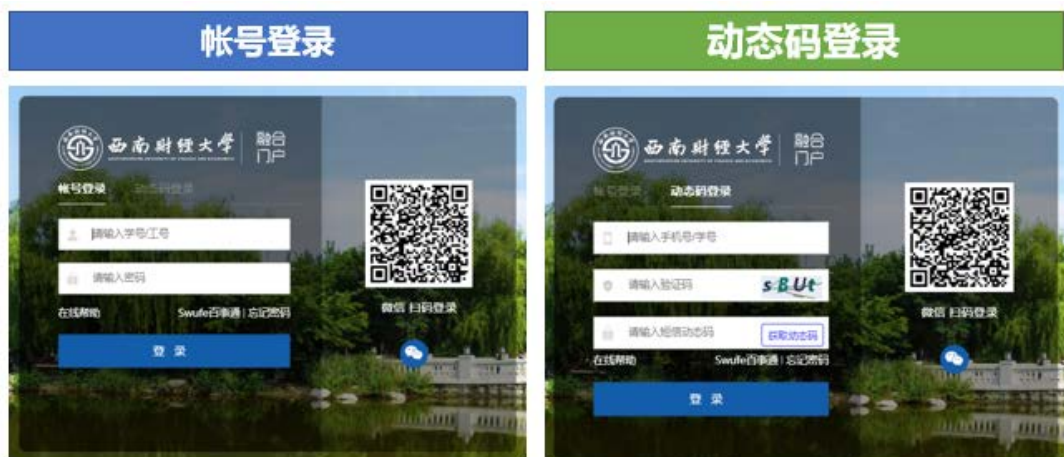 帐号登录
动态码登录
西南财经大学
融合
门户
帐号登录
动态码登录
请输入学号/工号
请输入密码
在线帮助
Swufe百事通 | 忘记密码
登 录
微信 扫码登录
西南财经大学
融合
门户
帐号登录
动态码登录
请输入手机号/学号
请输入验证码
sBUt
请输入短信动态码
获取动态码
在线帮助
Swufe百事通 | 忘记密码
登 录
微信 扫码登录